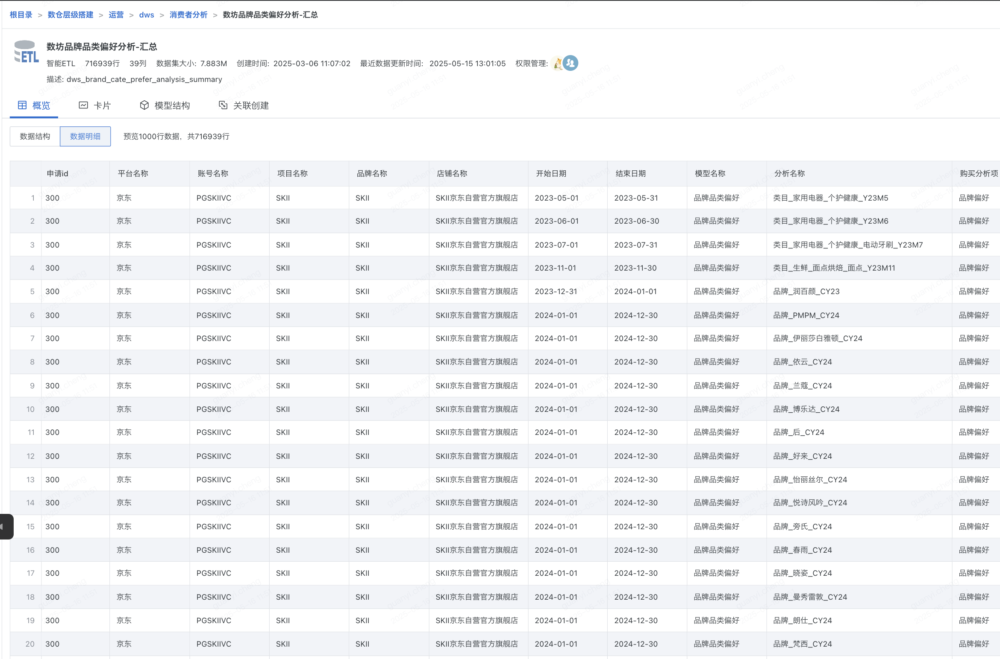 根目录 > 数仓层级搭建 > 运营 > dws > 消费者分析 > 数坊品牌品类偏好分析-汇总
ETL
数坊品牌品类偏好分析-汇总
智能ETL 716939行 39列 数据集大小: 7.883M 创建时间: 2025-03-06 11:07:02 最近数据更新时间: 2025-05-15 13:01:05 权限管理:
描述: dws_brand_cate_prefer_analysis_summary
概览 卡片 模型结构 关联创建
数据结构 数据明细 预览1000行数据, 共716939行
申请id 平台名称 账号名称 项目名称 品牌名称 店铺名称 开始日期 结束日期 模型名称 分析名称 购买分析项
1 300 京东 PGSKIIVC SKII SKII SKII京东自营官方旗舰店 2023-05-01 2023-05-31 品牌品类偏好 类目_家用电器_个护健康_Y23M5 品牌偏好
2 300 京东 PGSKIIVC SKII SKII SKII京东自营官方旗舰店 2023-06-01 2023-06-30 品牌品类偏好 类目_家用电器_个护健康_Y23M6 品牌偏好
3 300 京东 PGSKIIVC SKII SKII SKII京东自营官方旗舰店 2023-07-01 2023-07-31 品牌品类偏好 类目_家用电器_个护健康_电动牙刷_Y23M7 品牌偏好
4 300 京东 PGSKIIVC SKII SKII SKII京东自营官方旗舰店 2023-11-01 2023-11-30 品牌品类偏好 类目_生鲜_面点烘焙_面点_Y23M11 品牌偏好
5 300 京东 PGSKIIVC SKII SKII SKII京东自营官方旗舰店 2023-12-31 2024-01-01 品牌品类偏好 品牌_润百颜_CY23 品牌偏好
6 300 京东 PGSKIIVC SKII SKII SKII京东自营官方旗舰店 2024-01-01 2024-12-30 品牌品类偏好 品牌_PMPM_CY24 品牌偏好
7 300 京东 PGSKIIVC SKII SKII SKII京东自营官方旗舰店 2024-01-01 2024-12-30 品牌品类偏好 品牌_伊丽莎白雅顿_CY24 品牌偏好
8 300 京东 PGSKIIVC SKII SKII SKII京东自营官方旗舰店 2024-01-01 2024-12-30 品牌品类偏好 品牌_依云_CY24 品牌偏好
9 300 京东 PGSKIIVC SKII SKII SKII京东自营官方旗舰店 2024-01-01 2024-12-30 品牌品类偏好 品牌_兰蔻_CY24 品牌偏好
10 300 京东 PGSKIIVC SKII SKII SKII京东自营官方旗舰店 2024-01-01 2024-12-30 品牌品类偏好 品牌_博乐达_CY24 品牌偏好
11 300 京东 PGSKIIVC SKII SKII SKII京东自营官方旗舰店 2024-01-01 2024-12-30 品牌品类偏好 品牌_后_CY24 品牌偏好
12 300 京东 PGSKIIVC SKII SKII SKII京东自营官方旗舰店 2024-01-01 2024-12-30 品牌品类偏好 品牌_好来_CY24 品牌偏好
13 300 京东 PGSKIIVC SKII SKII SKII京东自营官方旗舰店 2024-01-01 2024-12-30 品牌品类偏好 品牌_怡丽丝尔_CY24 品牌偏好
14 300 京东 PGSKIIVC SKII SKII SKII京东自营官方旗舰店 2024-01-01 2024-12-30 品牌品类偏好 品牌_悦诗风吟_CY24 品牌偏好
15 300 京东 PGSKIIVC SKII SKII SKII京东自营官方旗舰店 2024-01-01 2024-12-30 品牌品类偏好 品牌_旁氏_CY24 品牌偏好
16 300 京东 PGSKIIVC SKII SKII SKII京东自营官方旗舰店 2024-01-01 2024-12-30 品牌品类偏好 品牌_春雨_CY24 品牌偏好
17 300 京东 PGSKIIVC SKII SKII SKII京东自营官方旗舰店 2024-01-01 2024-12-30 品牌品类偏好 品牌_晓姿_CY24 品牌偏好
18 300 京东 PGSKIIVC SKII SKII SKII京东自营官方旗舰店 2024-01-01 2024-12-30 品牌品类偏好 品牌_曼秀雷敦_CY24 品牌偏好
19 300 京东 PGSKIIVC SKII SKII SKII京东自营官方旗舰店 2024-01-01 2024-12-30 品牌品类偏好 品牌_朗仕_CY24 品牌偏好
20 300 京东 PGSKIIVC SKII SKII SKII京东自营官方旗舰店 2024-01-01 2024-12-30 品牌品类偏好 品牌_梵西_CY24 品牌偏好
guanyi.cheng
2025-05-16 11:51